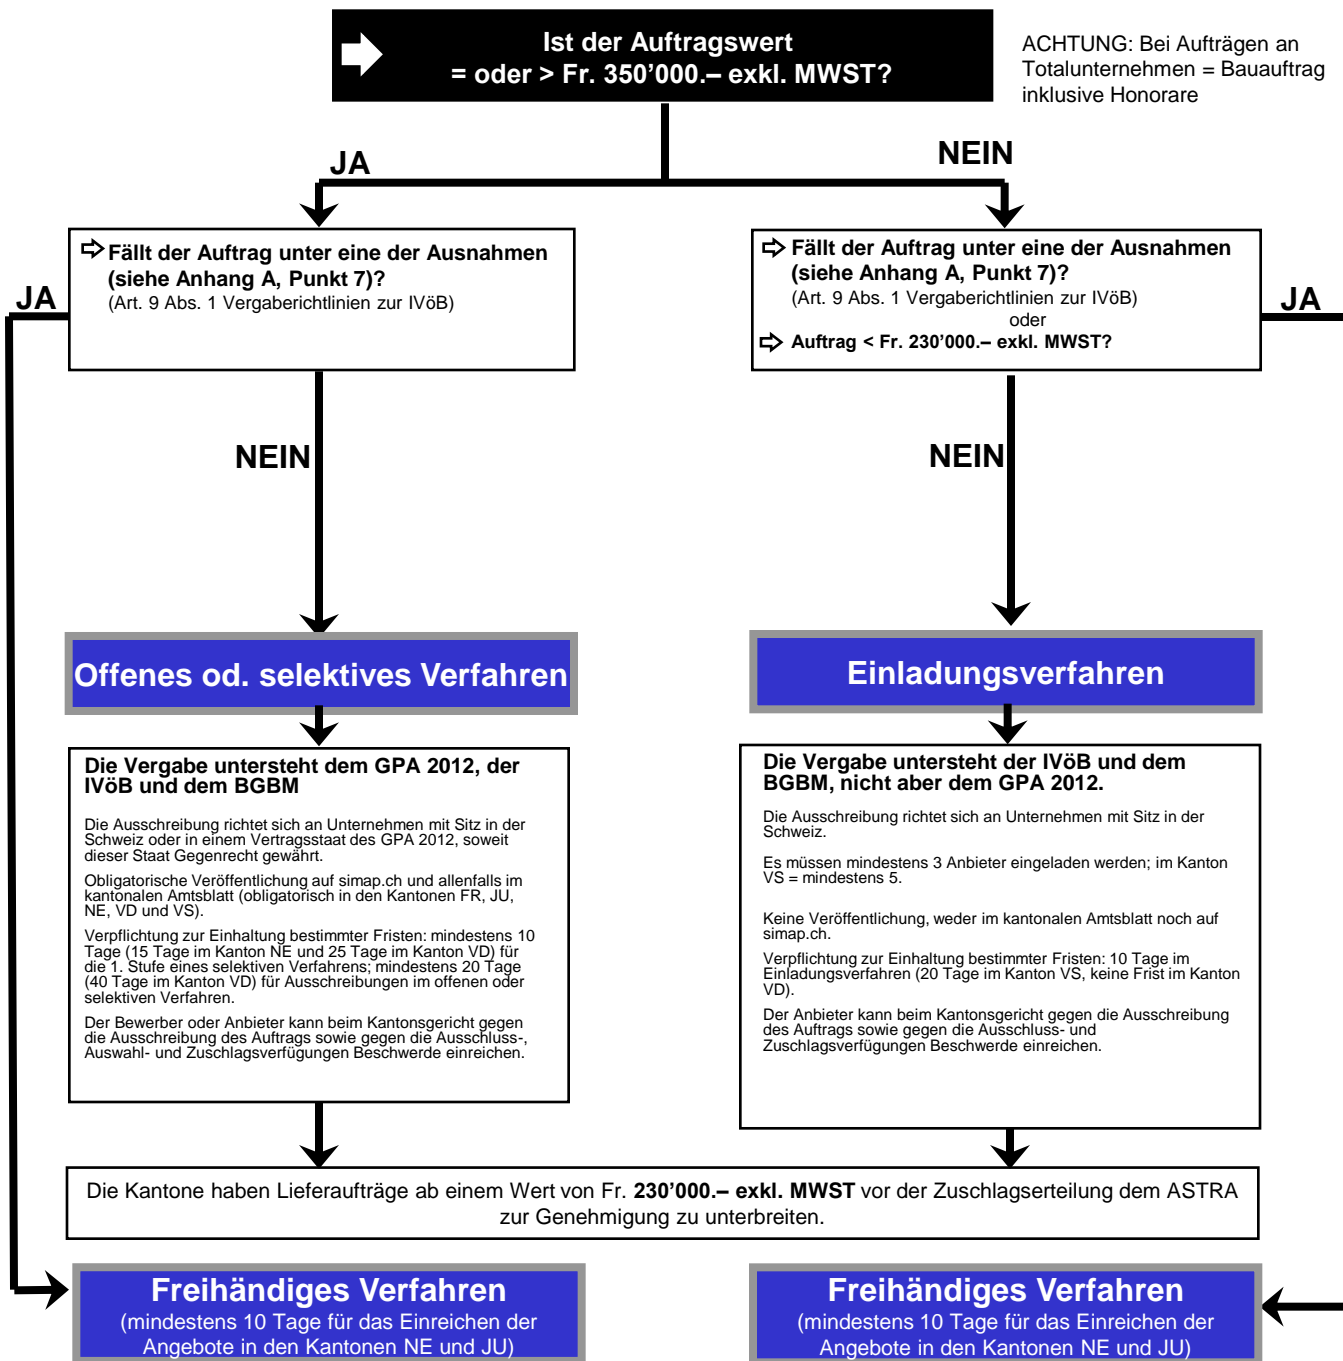 Ist der Auftragswert
= oder > Fr. 350’000.– exkl. MWST?
ACHTUNG: Bei Aufträgen an
Totalunternehmen = Bauauftrag
inklusive Honorare
JA
NEIN
Fällt der Auftrag unter eine der Ausnahmen
(siehe Anhang A, Punkt 7)?
(Art. 9 Abs. 1 Vergaberichtlinien zur IVöB)
JA
Fällt der Auftrag unter eine der Ausnahmen
(siehe Anhang A, Punkt 7)?
(Art. 9 Abs. 1 Vergaberichtlinien zur IVöB)
oder
Auftrag < Fr. 230’000.– exkl. MWST?
JA
NEIN
NEIN
Offenes od. selektives Verfahren
Einladungsverfahren
Die Vergabe untersteht dem GPA 2012, der
IVöB und dem BGBM
Die Ausschreibung richtet sich an Unternehmen mit Sitz in der
Schweiz oder in einem Vertragsstaat des GPA 2012, soweit
dieser Staat Gegenrecht gewährt.
Obligatorische Veröffentlichung auf simap.ch und allenfalls im
kantonalen Amtsblatt (obligatorisch in den Kantonen FR, JU,
NE, VD und VS).
Verpflichtung zur Einhaltung bestimmter Fristen: mindestens 10
Tage (15 Tage im Kanton NE und 25 Tage im Kanton VD) für
die 1. Stufe eines selektiven Verfahrens; mindestens 20 Tage
(40 Tage im Kanton VD) für Ausschreibungen im offenen oder
selektiven Verfahren.
Der Bewerber oder Anbieter kann beim Kantonsgericht gegen
die Ausschreibung des Auftrags sowie gegen die Ausschluss-,
Auswahl- und Zuschlagsverfügungen Beschwerde einreichen.
Die Vergabe untersteht der IVöB und dem
BGBM, nicht aber dem GPA 2012.
Die Ausschreibung richtet sich an Unternehmen mit Sitz in der
Schweiz.
Es müssen mindestens 3 Anbieter eingeladen werden; im Kanton
VS = mindestens 5.
Keine Veröffentlichung, weder im kantonalen Amtsblatt noch auf
simap.ch.
Verpflichtung zur Einhaltung bestimmter Fristen: 10 Tage im
Einladungsverfahren (20 Tage im Kanton VS, keine Frist im Kanton
VD).
Der Anbieter kann beim Kantonsgericht gegen die Ausschreibung
des Auftrags sowie gegen die Ausschluss- und
Zuschlagsverfügungen Beschwerde einreichen.
Die Kantone haben Lieferaufträge ab einem Wert von Fr. 230’000.– exkl. MWST vor der Zuschlagserteilung dem ASTRA
zur Genehmigung zu unterbreiten.
Freihändiges Verfahren
(mindestens 10 Tage für das Einreichen der
Angebote in den Kantonen NE und JU)
Freihändiges Verfahren
(mindestens 10 Tage für das Einreichen der
Angebote in den Kantonen NE und JU)